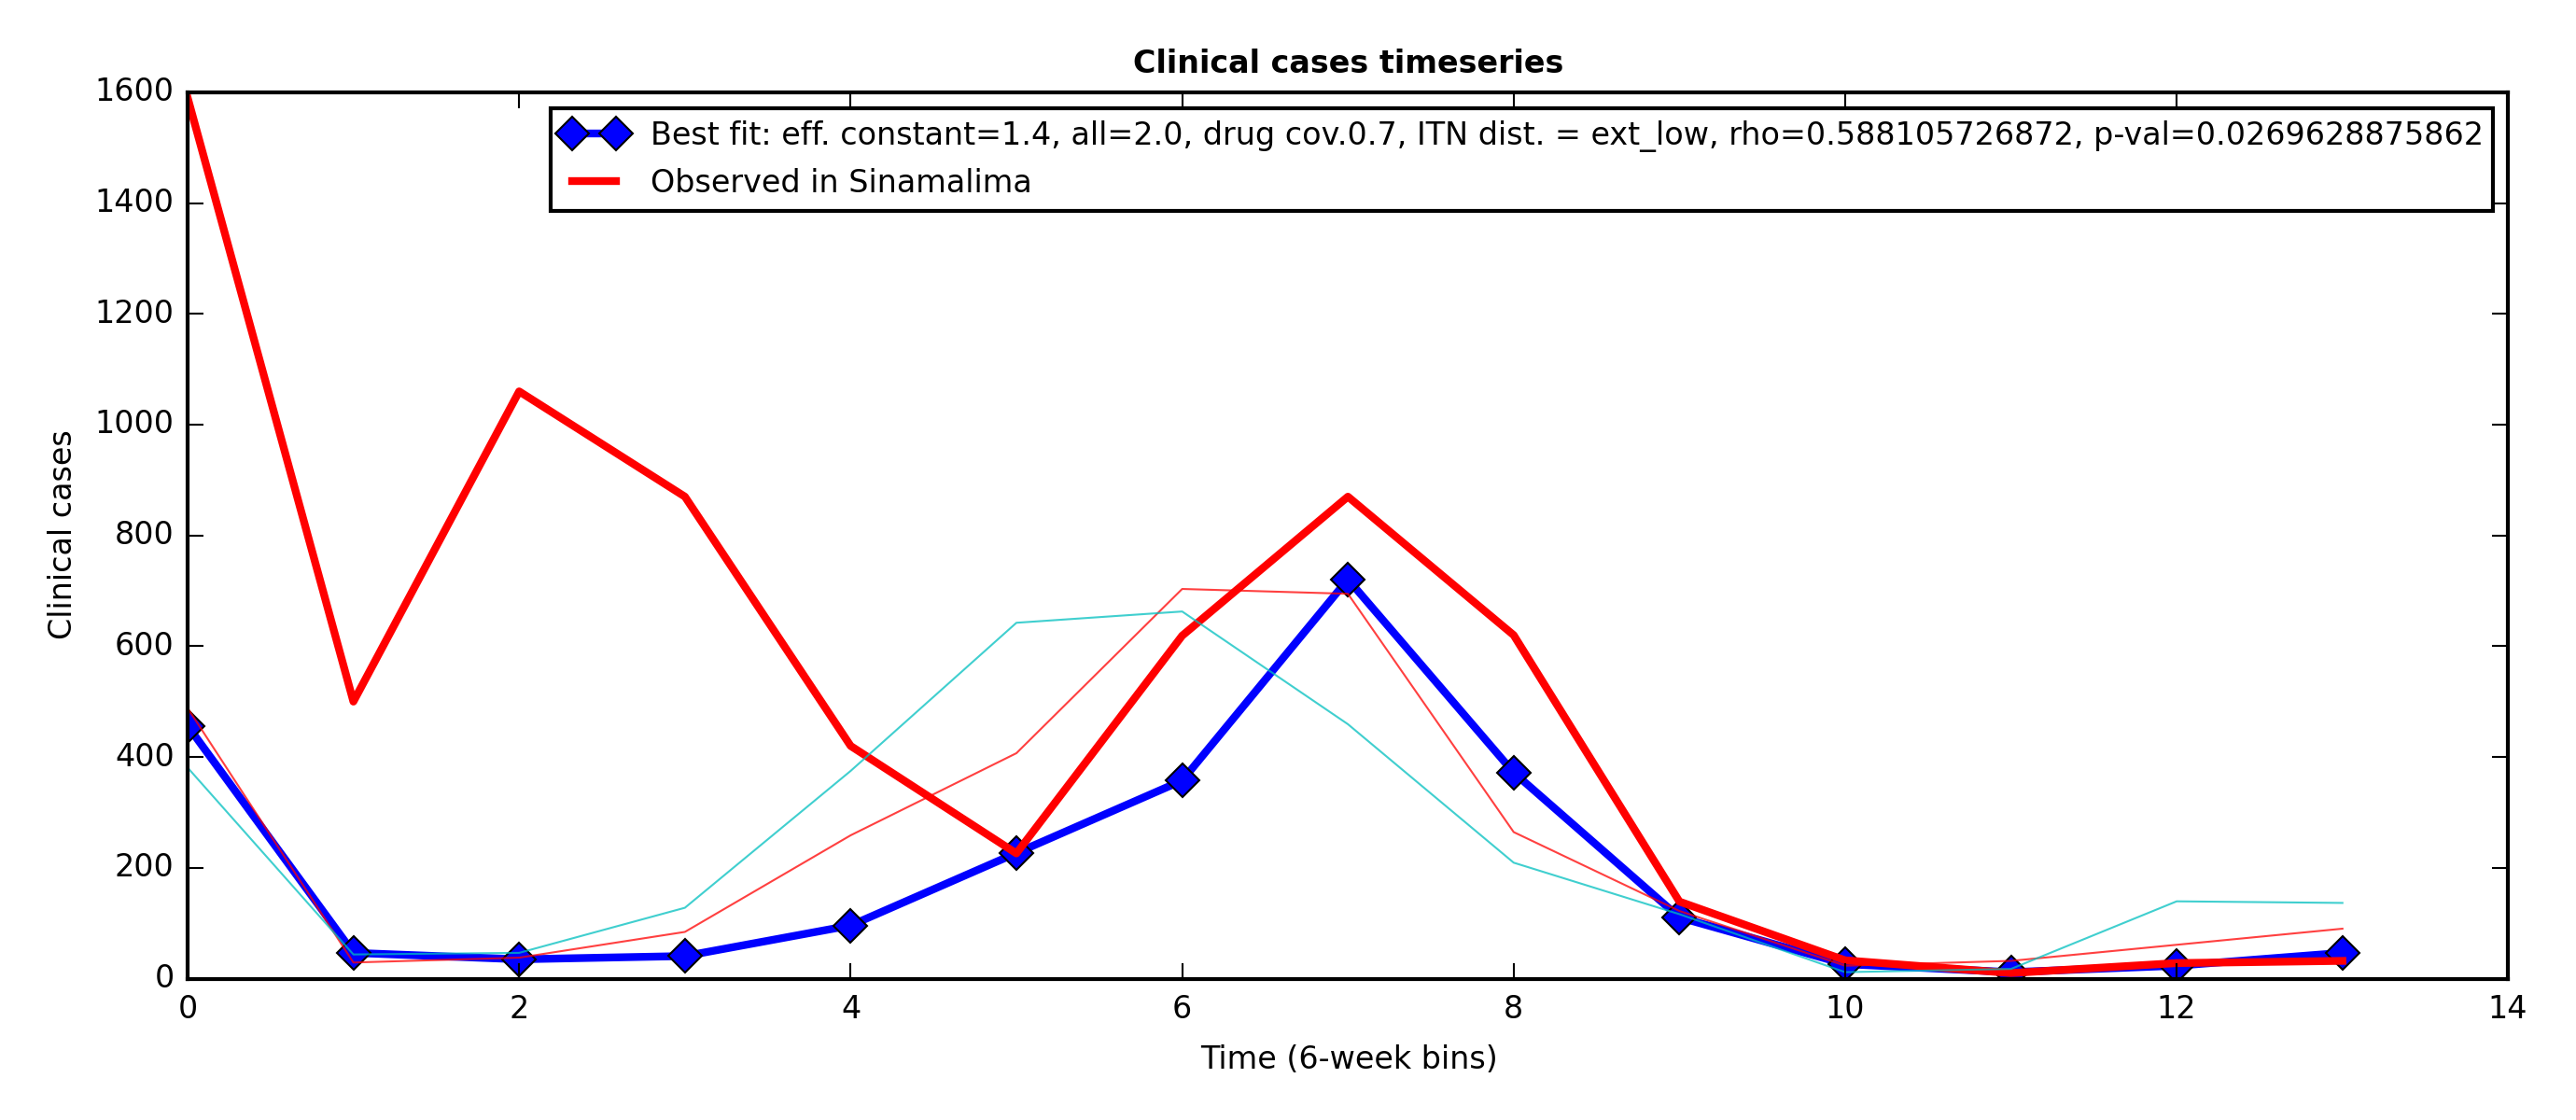 Clinical cases timeseries
1600
1400
1200
1000
800
600
400
200
0
Clinical cases
Best fit: eff. constant=1.4, all=2.0, drug cov.0.7, ITN dist. = ext_low, rho=0.588105726872, p-val=0.0269628875862
Observed in Sinamalima
0 2 4 6 8 10 12 14
Time (6-week bins)